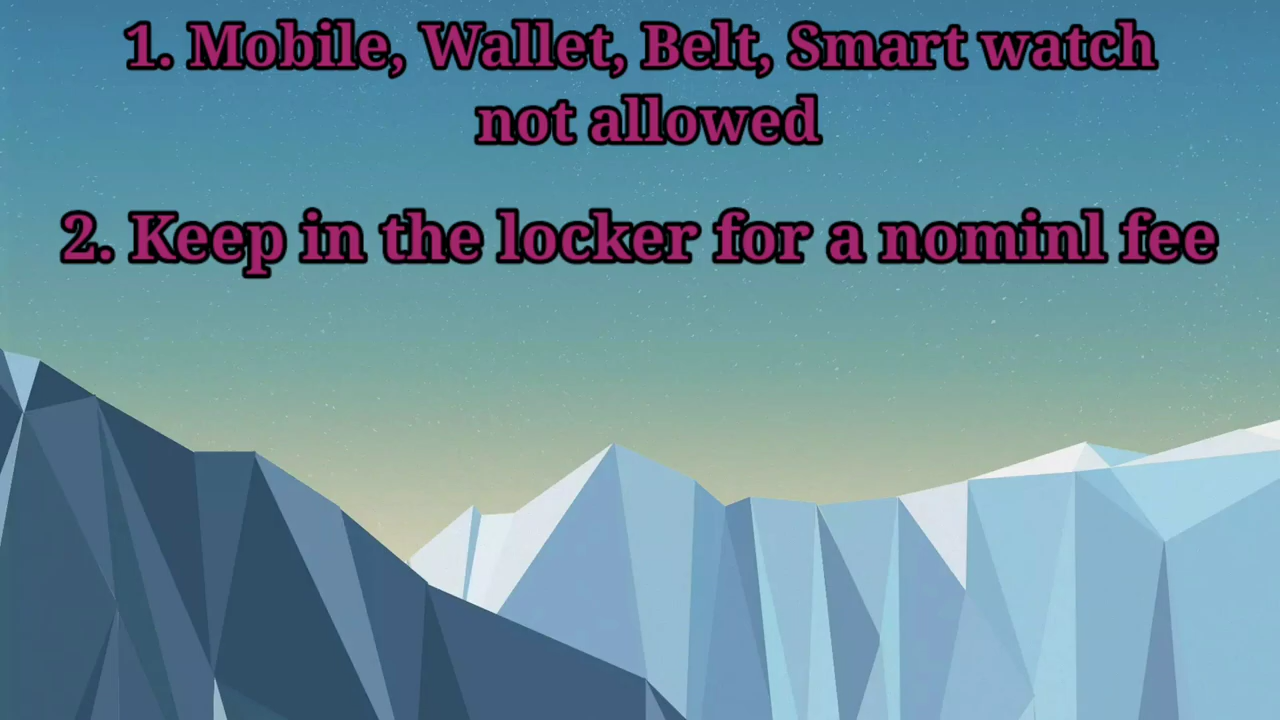 1. Mobile, Wallet, Belt, Smart watch
not allowed
2. Keep in the locker for a nominl fee